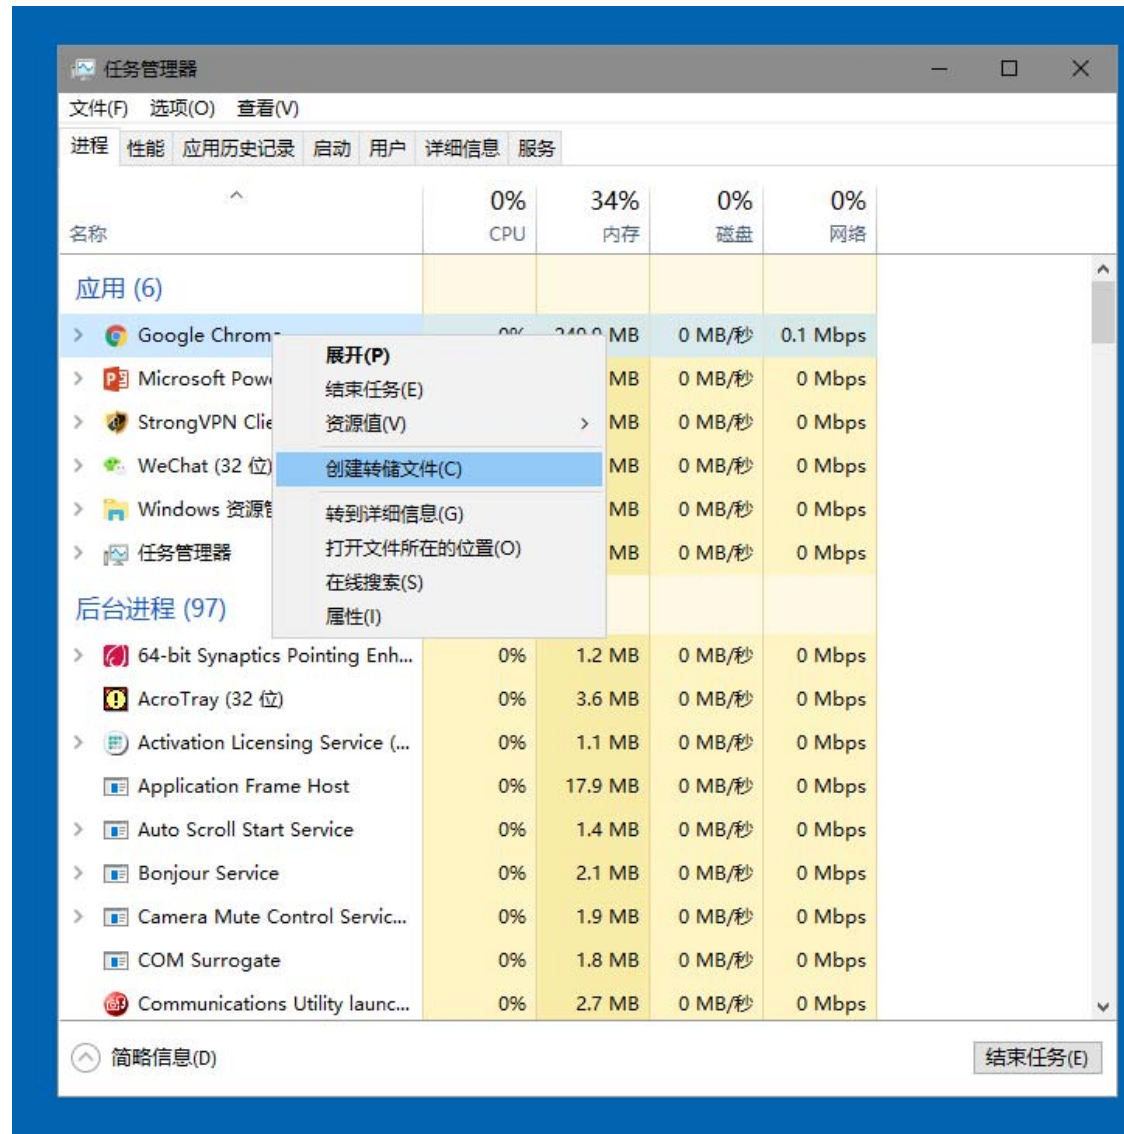 任务管理器
文件(F) 选项(O) 查看(V)
进程 性能 应用历史记录 启动 用户 详细信息 服务
0% 34% 0% 0%
名称 CPU 内存 磁盘 网络
应用 (6)
Google Chrom 0% MB 0 MB/秒 0.1 Mbps
展开(P)
Microsoft MB 0 MB/秒 0 Mbps
结束任务(E)
StrongVPN MB 0 MB/秒 0 Mbps
资源值(V)
WeChat (32 位) MB 0 MB/秒 0 Mbps
创建转储文件(C)
Windows 资源 MB 0 MB/秒 0 Mbps
转到详细信息(G)
任务管理器 MB 0 MB/秒 0 Mbps
打开文件所在的位置(O)
在线搜索(S)
属性(I)
后台进程 (97)
64-bit Synaptics Pointing Enh... 0% 1.2 MB 0 MB/秒 0 Mbps
AcroTray (32 位) 0% 3.6 MB 0 MB/秒 0 Mbps
Activation Licensing Service (... 0% 1.1 MB 0 MB/秒 0 Mbps
Application Frame Host 0% 17.9 MB 0 MB/秒 0 Mbps
Auto Scroll Start Service 0% 1.4 MB 0 MB/秒 0 Mbps
Bonjour Service 0% 2.1 MB 0 MB/秒 0 Mbps
Camera Mute Control Servic... 0% 1.9 MB 0 MB/秒 0 Mbps
COM Surrogate 0% 1.8 MB 0 MB/秒 0 Mbps
Communications Utility launc... 0% 2.7 MB 0 MB/秒 0 Mbps
简略信息(D) 结束任务(E)